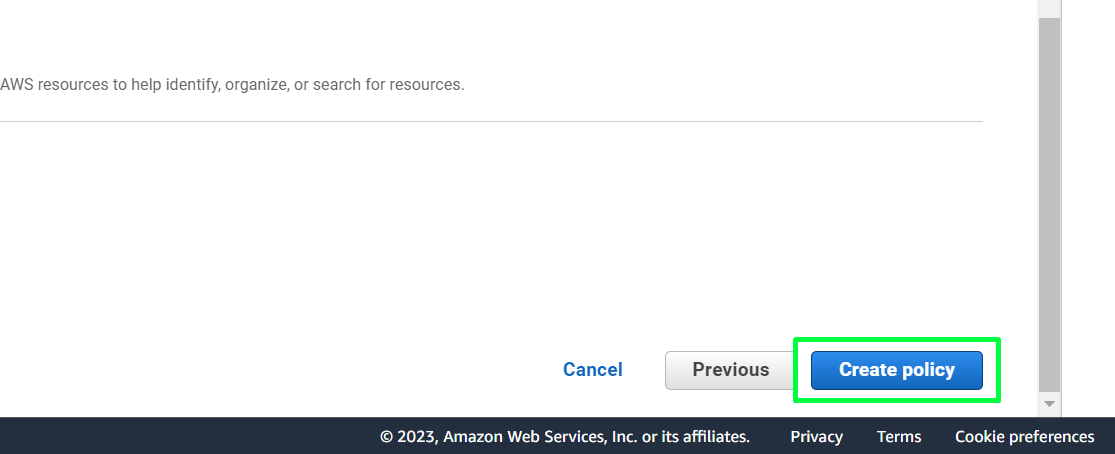 AWS resources to help identify, organize, or search for resources.
Cancel Previous Create policy
© 2023, Amazon Web Services, Inc. or its affiliates. Privacy Terms Cookie preferences